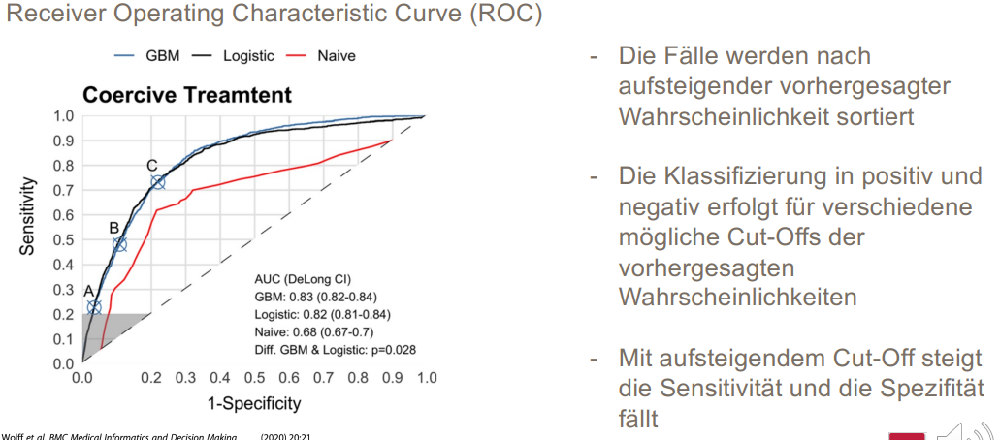 Receiver Operating Characteristic Curve (ROC)
GBM Logistic Naive
Coercive Treamtent
1.0
0.9
0.8
0.7
0.6
0.5
0.4
0.3
0.2
0.1
0.0
Sensitivity
C
B
A
AUC (DeLong CI)
GBM: 0.83 (0.82-0.84)
Logistic: 0.82 (0.81-0.84)
Naive: 0.68 (0.67-0.7)
Diff. GBM & Logistic: p=0.028
0.0 0.2 0.3 0.4 0.5 0.6 0.7 0.8 0.9 1.0
1-Specificity
- Die Fälle werden nach
aufsteigender vorhergesagter
Wahrscheinlichkeit sortiert
- Die Klassifizierung in positiv und
negativ erfolgt für verschiedene
mögliche Cut-Offs der
vorhergesagten
Wahrscheinlichkeiten
- Mit aufsteigendem Cut-Off steigt
die Sensitivität und die Spezifität
fällt
Wolff et al. BMC Medical Informatics and Decision Making (2020) 20:21